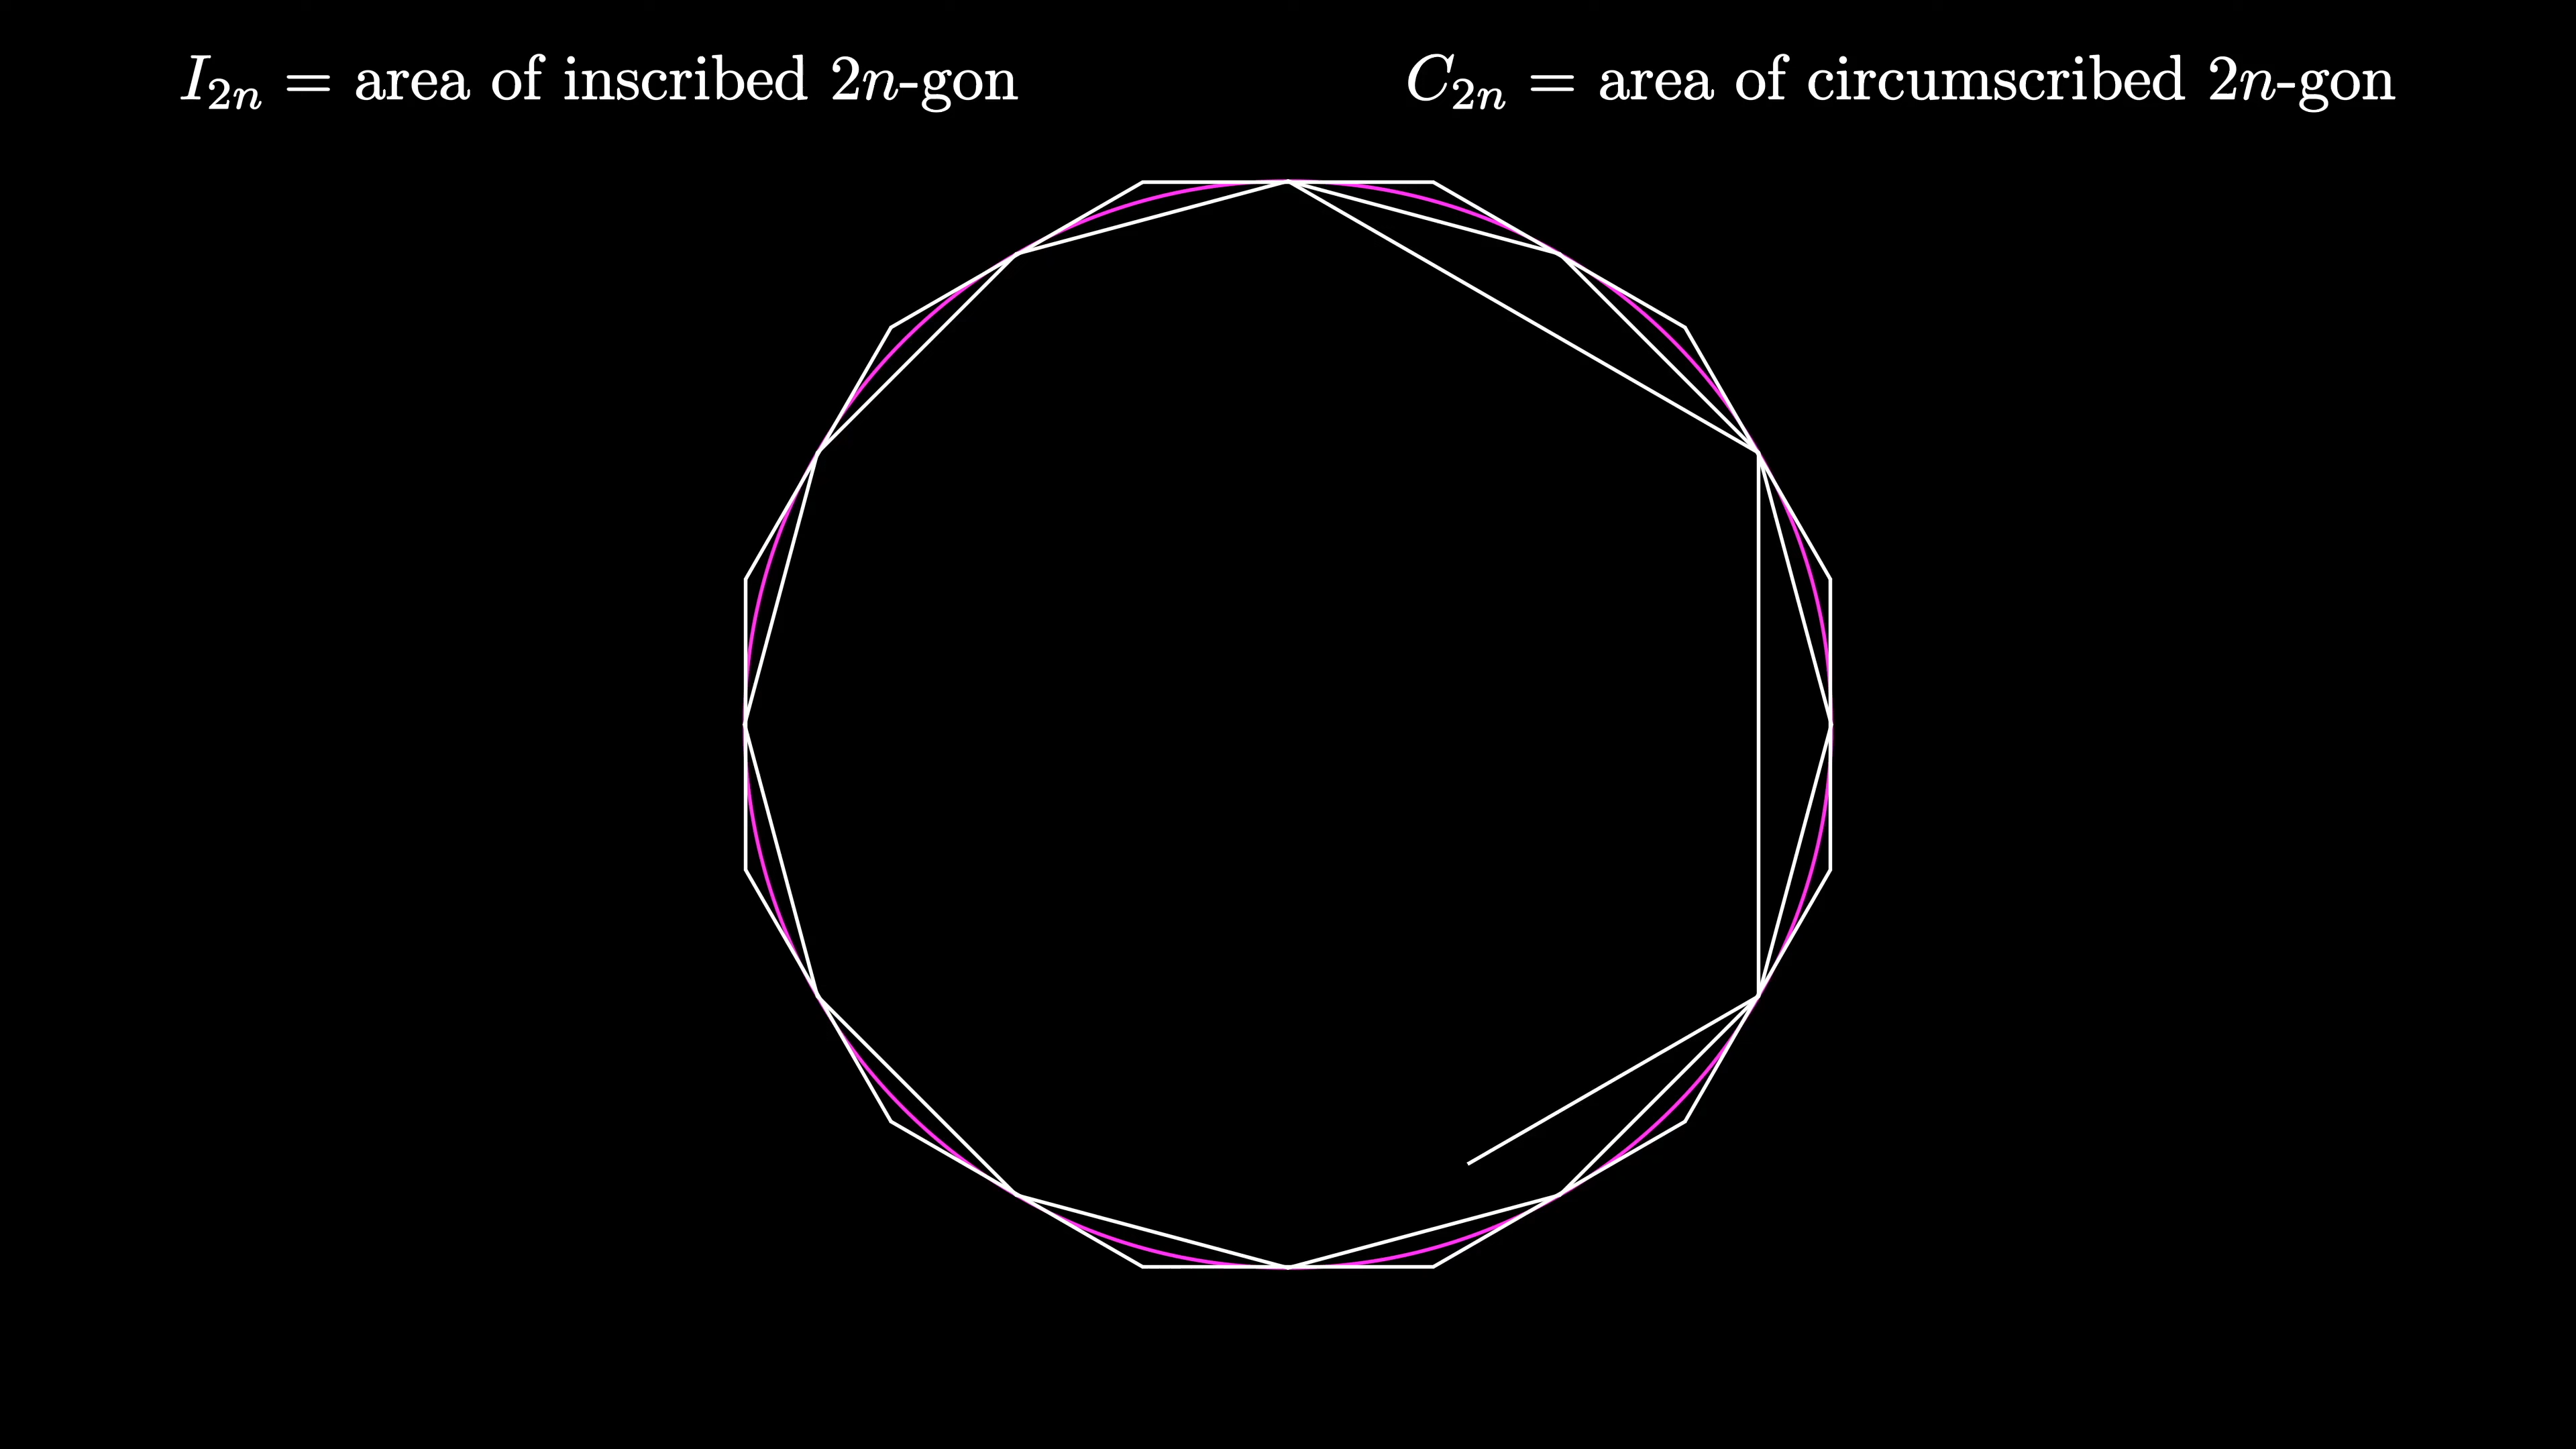 I_{2n} = area of inscribed 2n-gon
C_{2n} = area of circumscribed 2n-gon